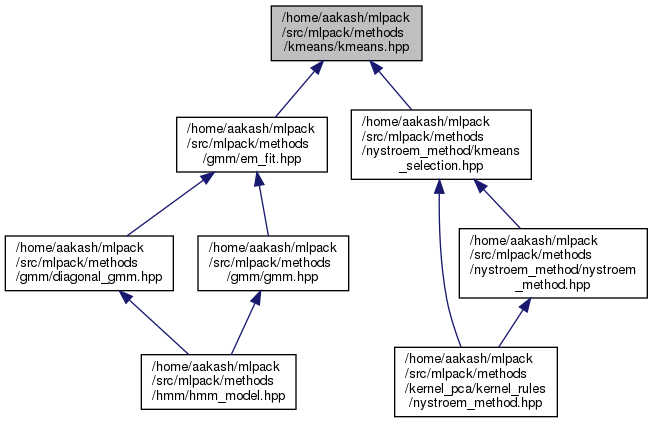 /home/aakash/mlpack
/src/mlpack/methods
/kmeans/kmeans.hpp
/home/aakash/mlpack
/src/mlpack/methods
/gmm/em_fit.hpp
/home/aakash/mlpack
/src/mlpack/methods
/nystroem_method/kmeans
_selection.hpp
/home/aakash/mlpack
/src/mlpack/methods
/gmm/diagonal_gmm.hpp
/home/aakash/mlpack
/src/mlpack/methods
/gmm/gmm.hpp
/home/aakash/mlpack
/src/mlpack/methods
/nystroem_method/nystroem
_method.hpp
/home/aakash/mlpack
/src/mlpack/methods
/hmm/hmm_model.hpp
/home/aakash/mlpack
/src/mlpack/methods
/kernel_pca/kernel_rules
/nystroem_method.hpp